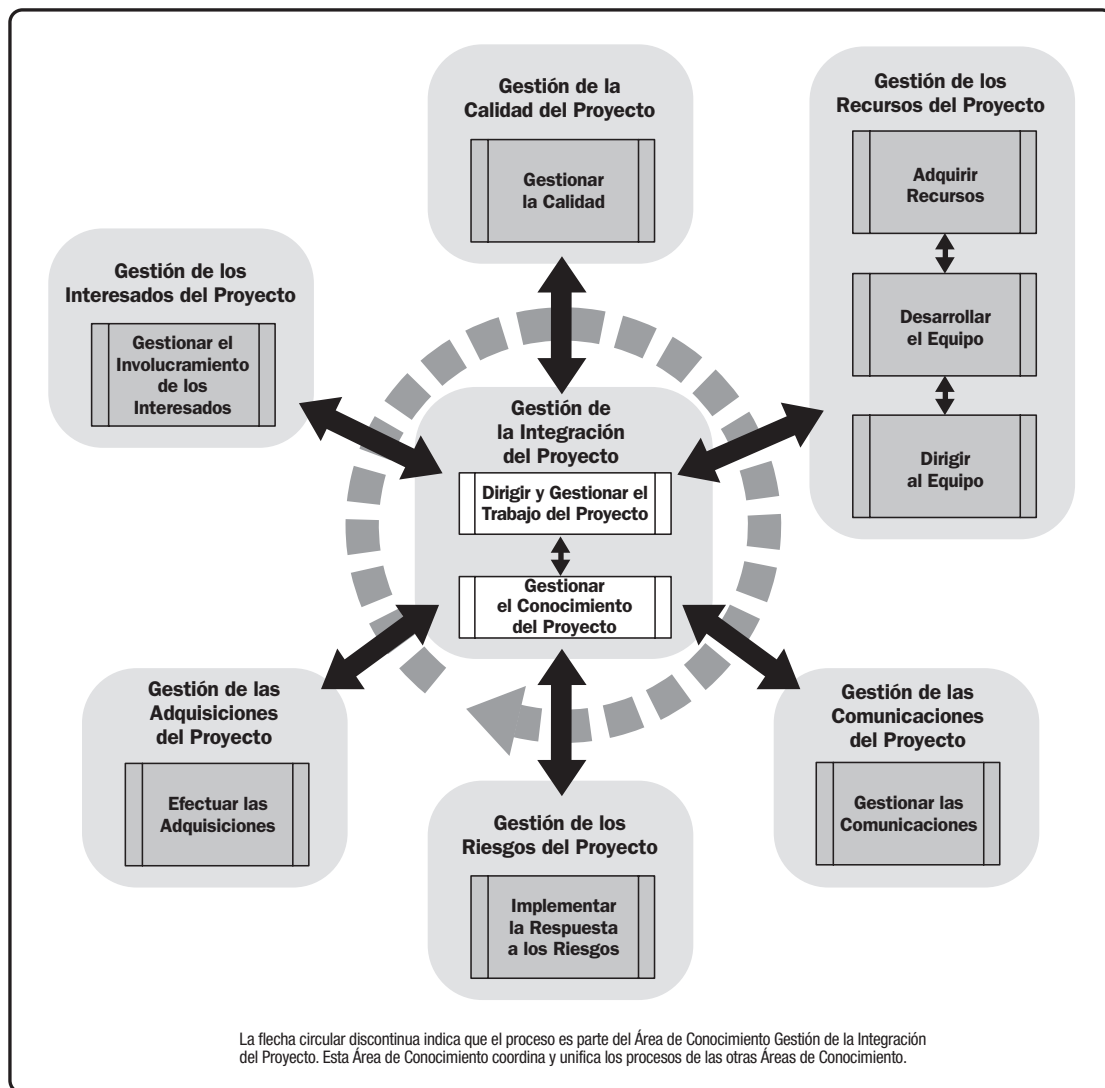 Gestión de la
Calidad del Proyecto
Gestionar
la Calidad
Gestión de los
Recursos del Proyecto
Adquirir
Recursos
Desarrollar
el Equipo
Dirigir
al Equipo
Gestión de los
Interesados del Proyecto
Gestionar el
Involucramiento
de los
Interesados
Gestión de
la Integración
del Proyecto
Dirigir y Gestionar el
Trabajo del Proyecto
Gestionar
el Conocimiento
del Proyecto
Gestión de las
Adquisiciones
del Proyecto
Efectuar las
Adquisiciones
Gestión de los
Riesgos del Proyecto
Implementar
la Respuesta
a los Riesgos
Gestión de las
Comunicaciones
del Proyecto
Gestionar las
Comunicaciones
La flecha circular discontinua indica que el proceso es parte del Área de Conocimiento Gestión de la Integración
del Proyecto. Esta Área de Conocimiento coordina y unifica los procesos de las otras Áreas de Conocimiento.